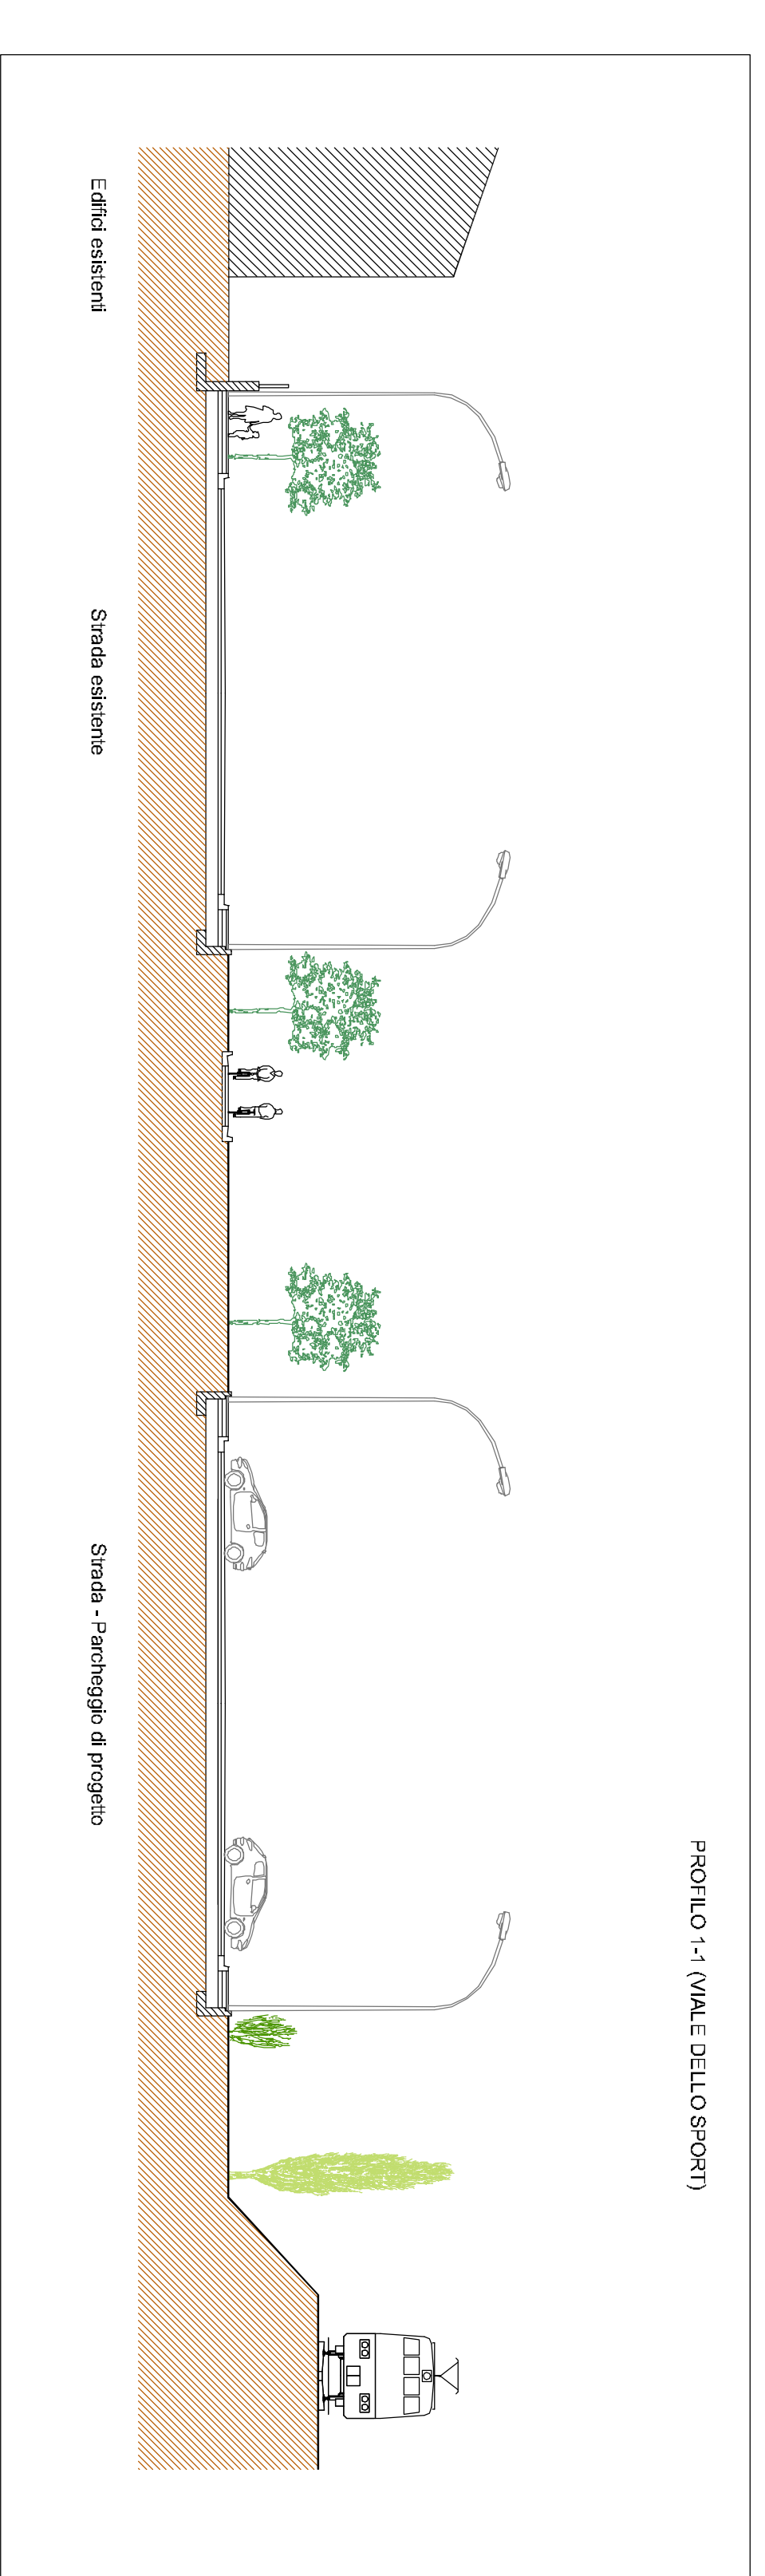 PROFILO 1-1 (VIALE DELLO SPORT)
Edifici esistenti
Strada esistente
Strada - Parcheggio di progetto